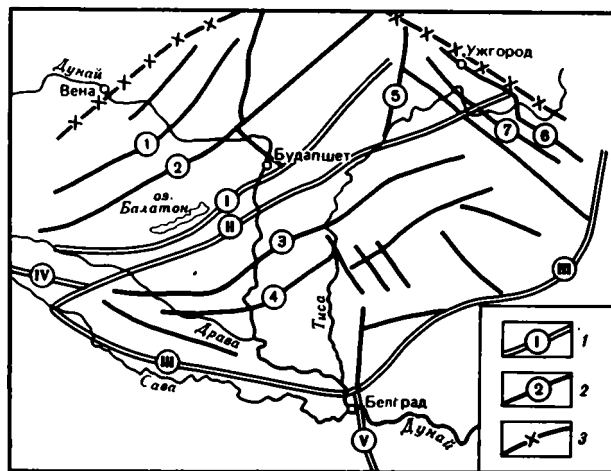 Ужгород
Дунай
Вена
5
1
7
6
2
Будапшет
оз.
Балатон
I
II
3
IV
III
4
Тиса
Драва
III
Сава
Белград
Дунай
V
I 1
2 2
3